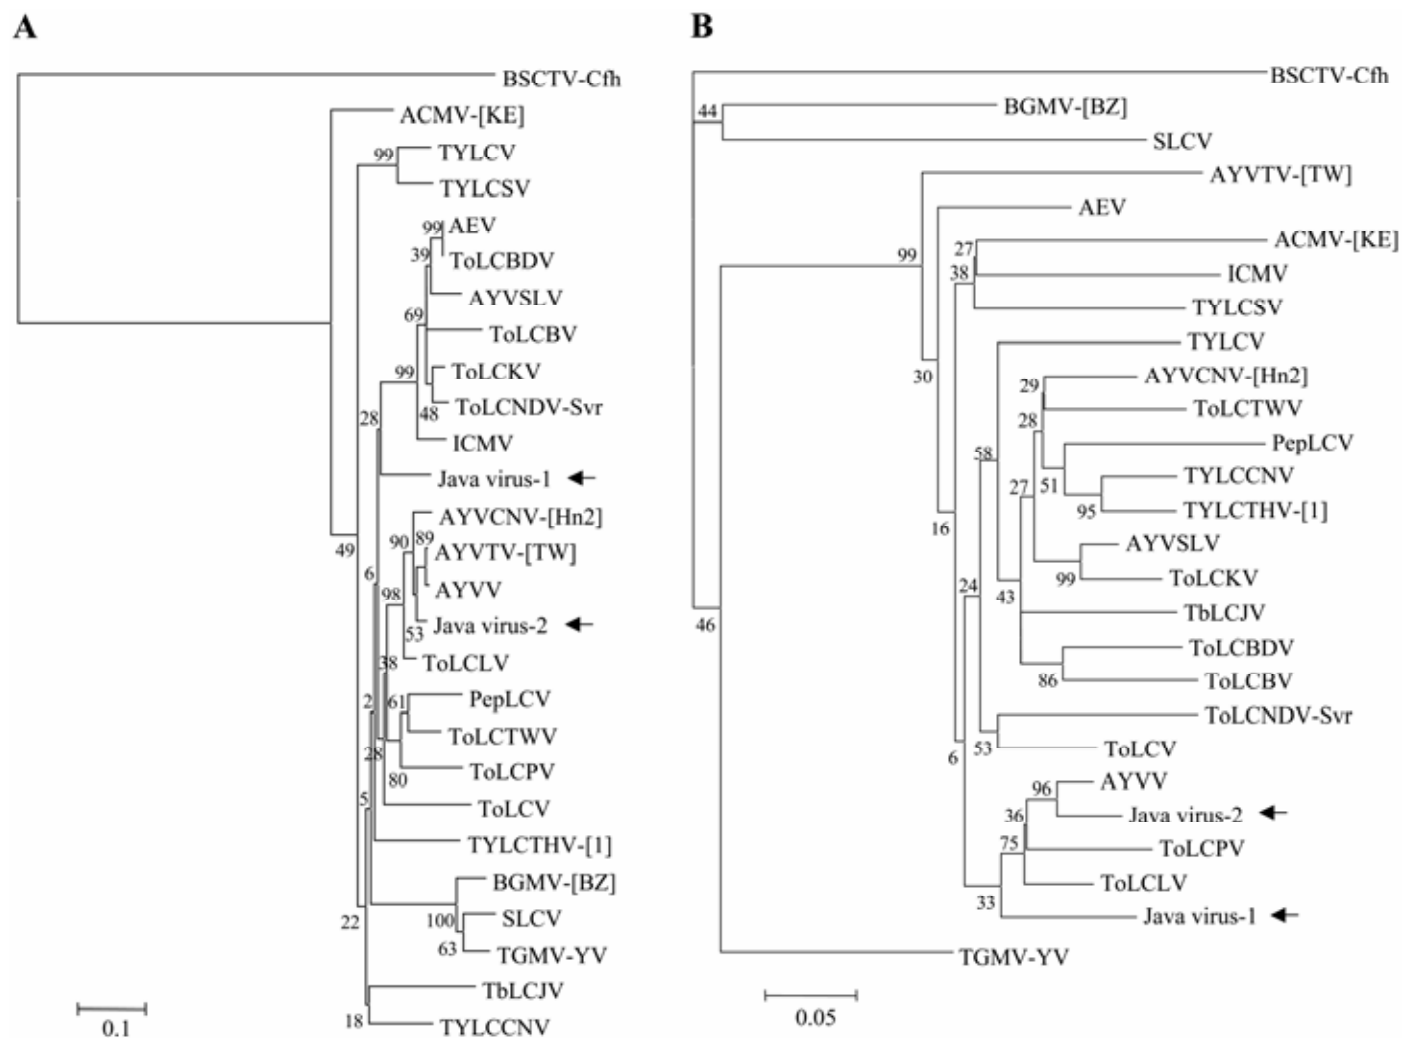 A
BSCTV-Cfh
ACMV-[KE]
99
TYLCV
TYLCSV
99
AEV
39
ToLCBDV
AYVSLV
69
ToLCBV
99
ToLCKV
48
ToLCNDV-Svr
28
ICMV
Java virus-1
AYVCNV-[Hn2]
90
89
AYVTV-[TW]
49
6
98
AYVV
53
Java virus-2
38
ToLCLV
2
61
PepLCV
28
ToLCTWV
80
ToLCPV
5
ToLCV
TYLCTHV-[1]
BGMV-[BZ]
22
100
SLCV
63
TGMV-YV
TbLCJV
18
TYLCCNV
0.1
B
BSCTV-Cfh
44
BGMV-[BZ]
SLCV
AYVTV-[TW]
AEV
99
27
ACMV-[KE]
38
ICMV
TYLCSV
TYLCV
30
29
AYVCNV-[Hn2]
28
ToLCTWV
58
PepLCV
27
51
TYLCCNV
16
95
TYLCTHV-[1]
AYVSLV
99
ToLCKV
24
43
TbLCJV
46
ToLCBDV
86
ToLCBV
ToLCNDV-Svr
6
53
ToLCV
96
AYVV
36
Java virus-2
75
ToLCPV
ToLCLV
33
Java virus-1
TGMV-YV
0.05